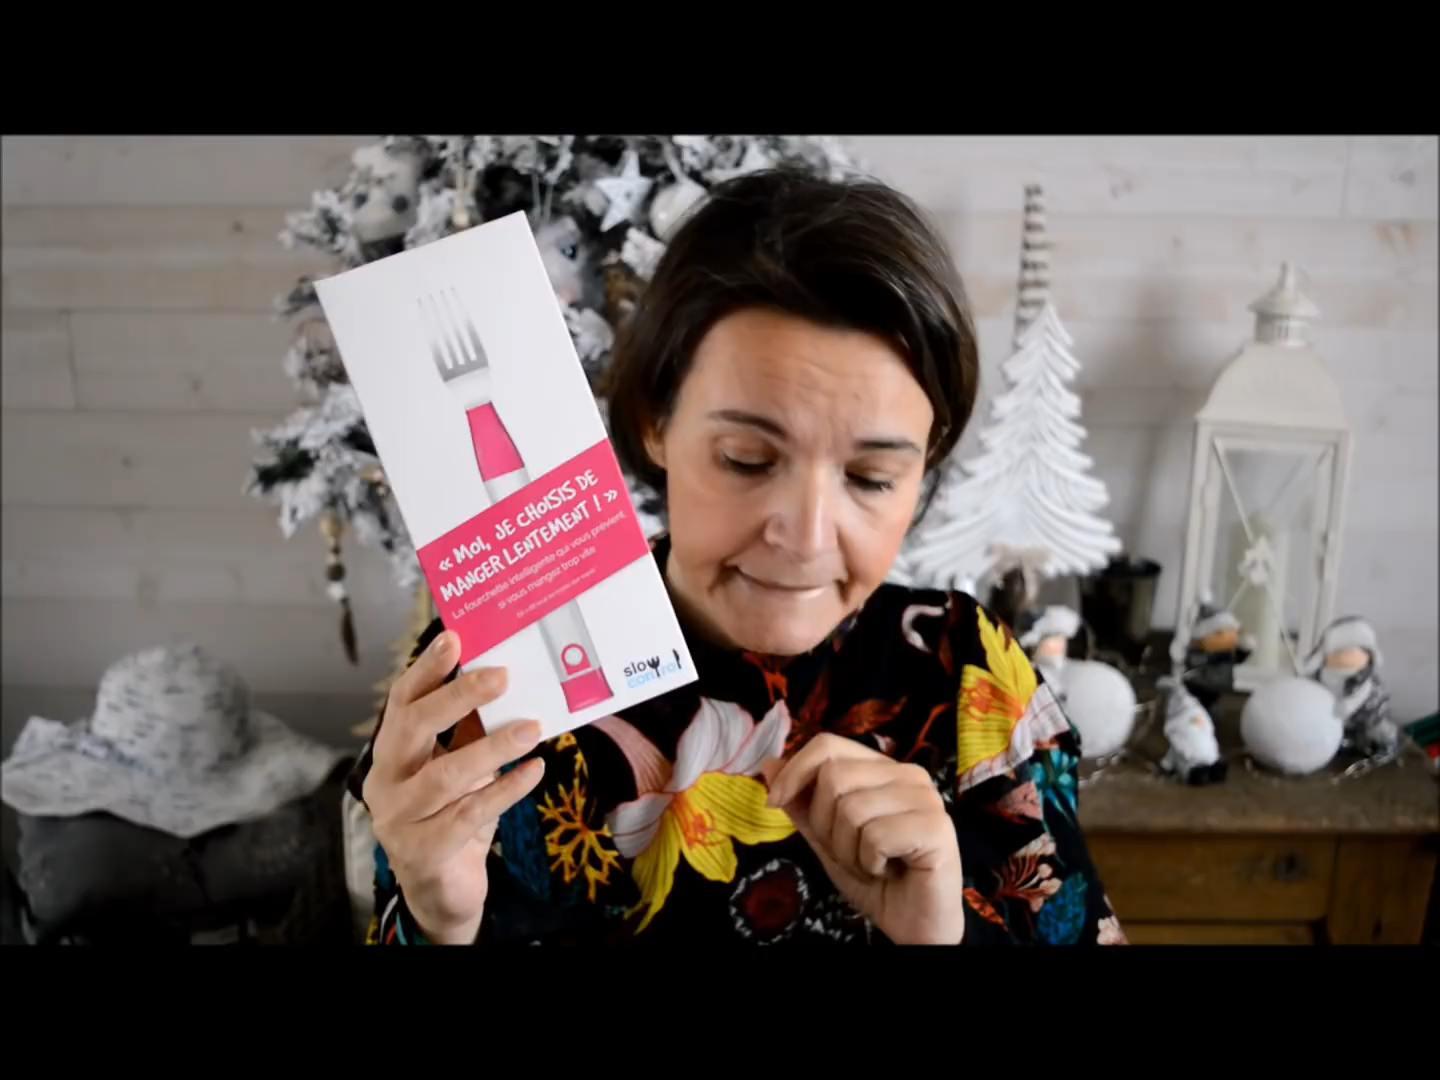 « MOI, JE CHOISIS DE
MANGER LENTEMENT ! »
La fourchette intelligente qui vous prévient
si vous mangez trop vite
slow
control